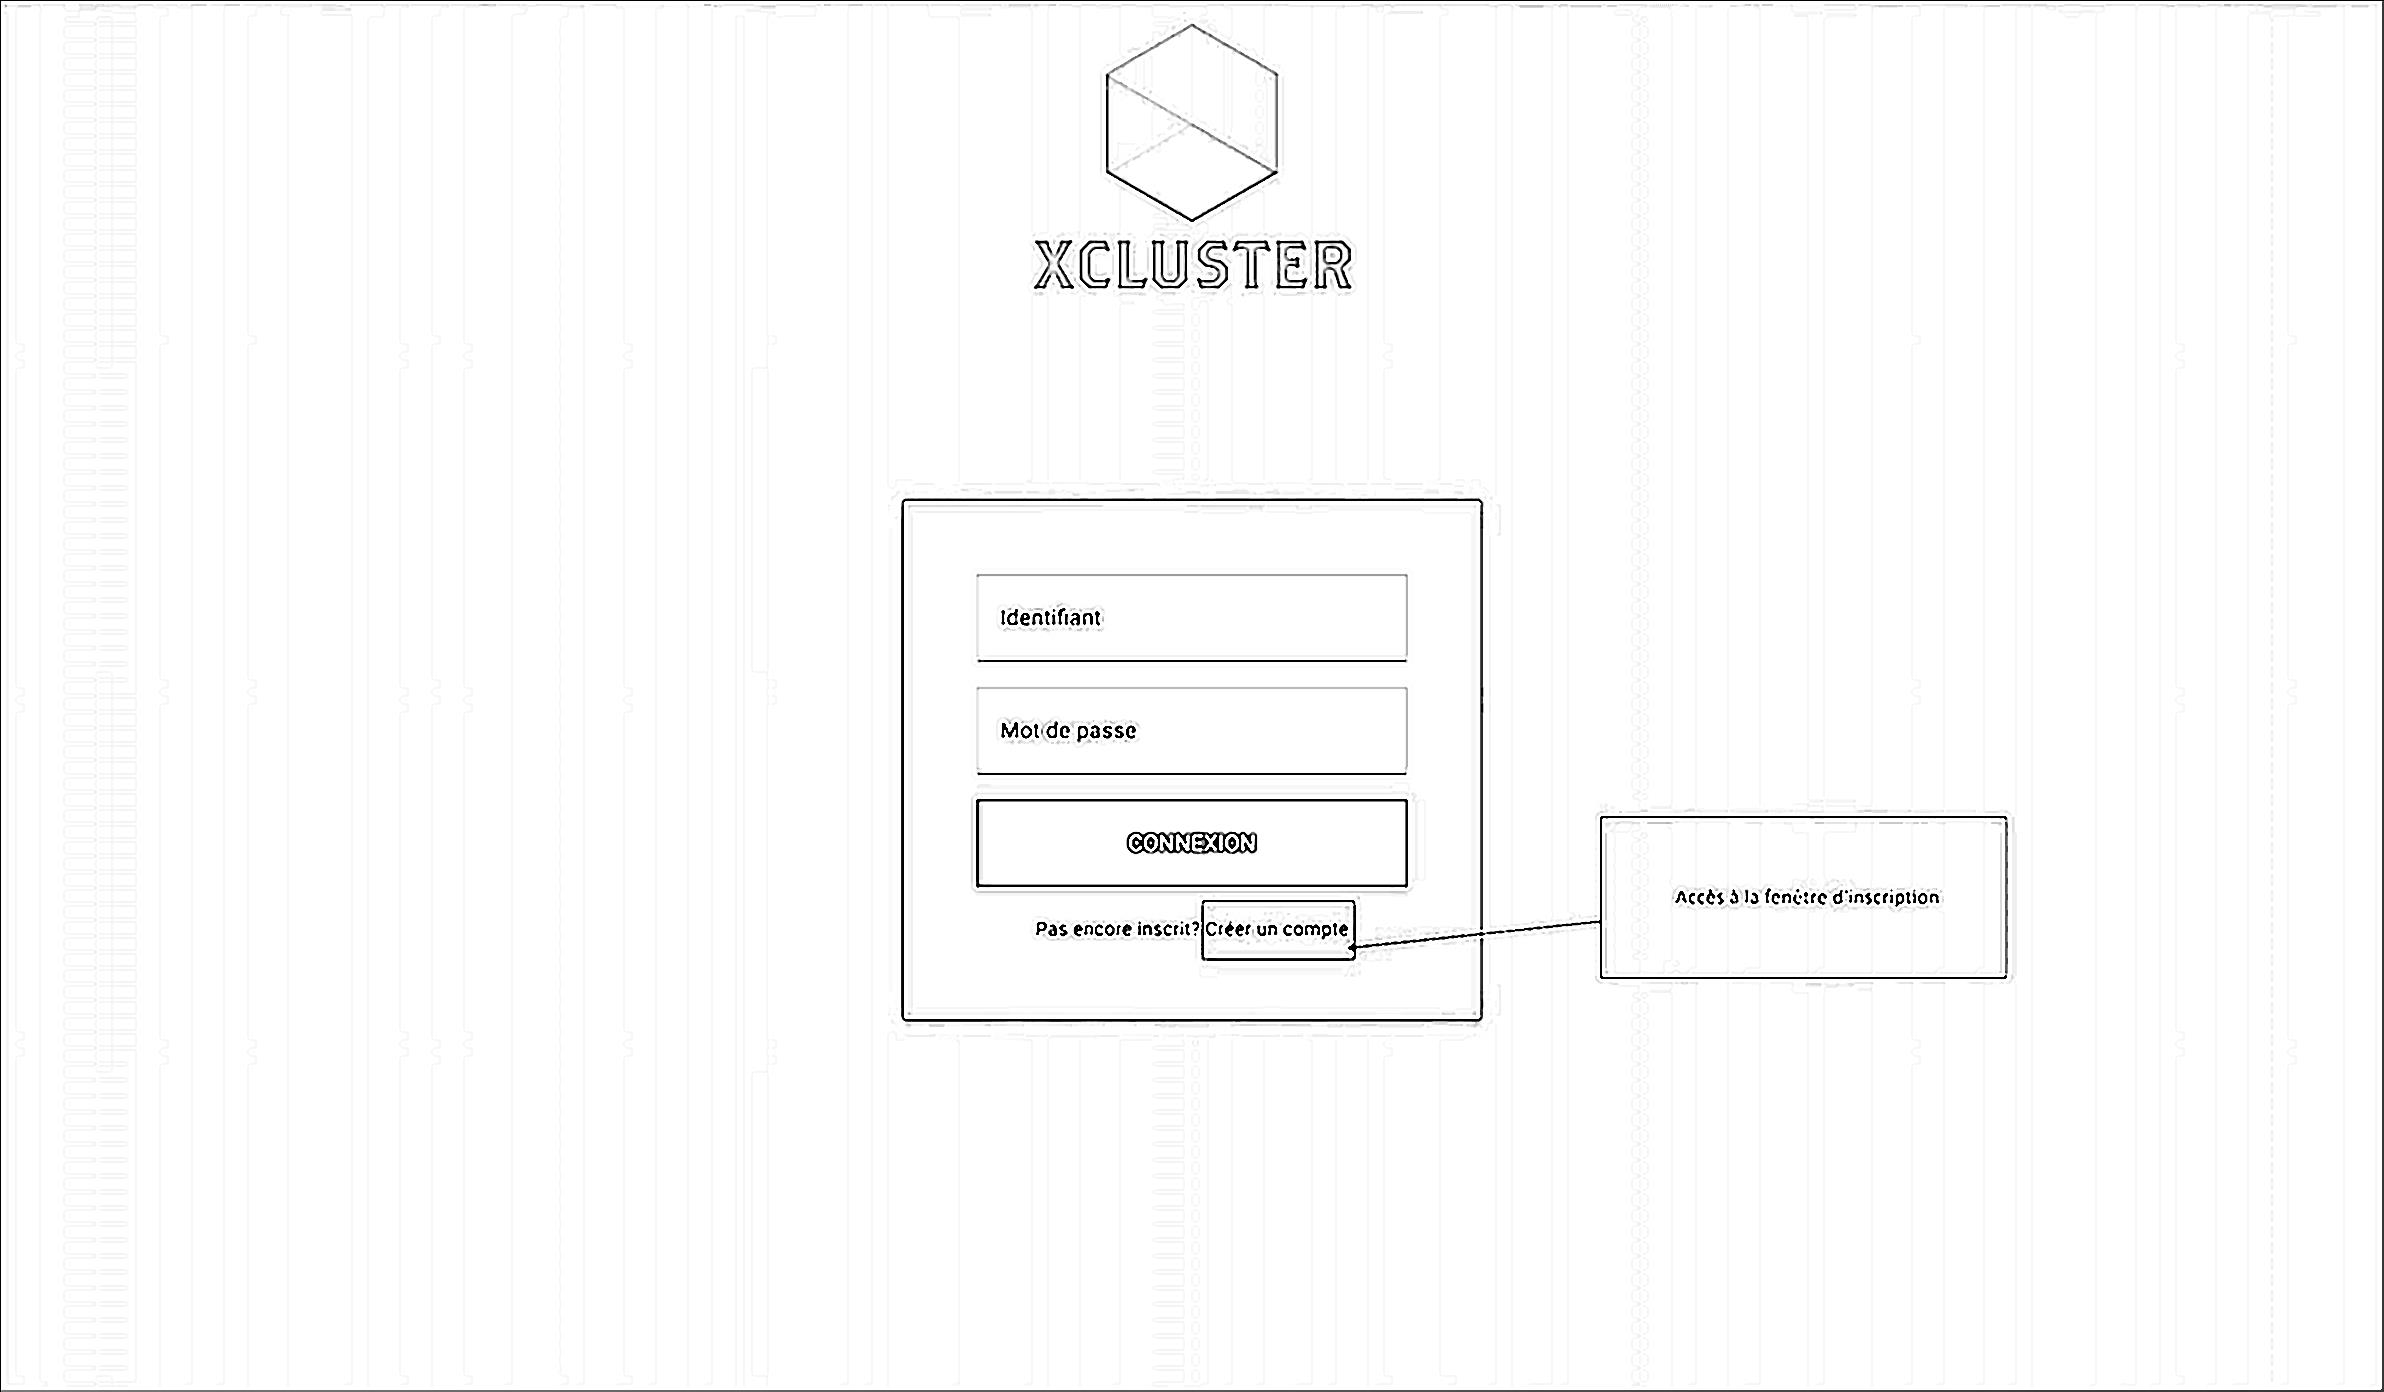 XCLUSTER
Identifiant
Mot de passe
CONNEXION
Pas encore inscrit? Créer un compte
Accès à la fenêtre d'inscription